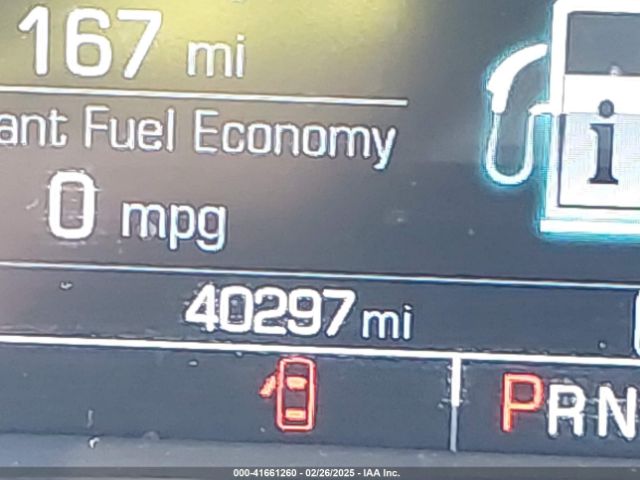 167 mi
ant Fuel Economy
0 mpg
i
40297 mi
PRN
000-41661260 - 02/26/2025 - IAA Inc.